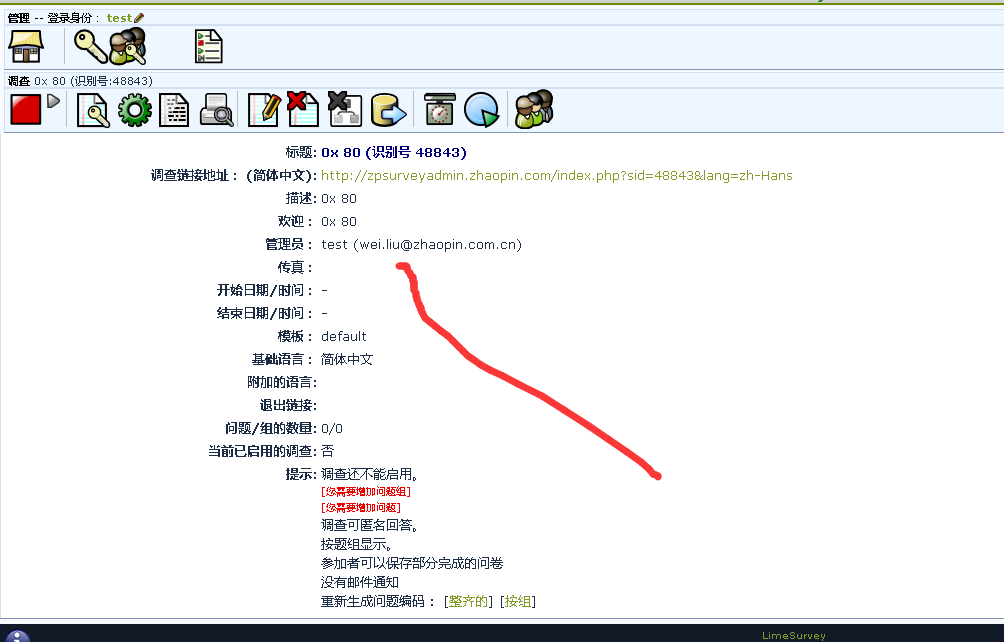 管理 -- 登录身份： test
调查 0x 80 (识别号:48843)
标题: 0x 80 (识别号 48843)
调查链接地址： (简体中文): http://zpsurveyadmin.zhaopin.com/index.php?sid=48843&lang=zh-Hans
描述: 0x 80
欢迎： 0x 80
管理员： test (wei.liu@zhaopin.com.cn)
传真：
开始日期/时间： -
结束日期/时间： -
模板： default
基础语言： 简体中文
附加的语言:
退出链接:
问题/组的数量: 0/0
当前已启用的调查: 否
提示: 调查还不能启用。
[您需要增加问题组]
[您需要增加问题]
调查可匿名回答。
按题组显示。
参加者可以保存部分完成的问卷
没有邮件通知
重新生成问题编码： [整齐的] [按组]
LimeSurvey